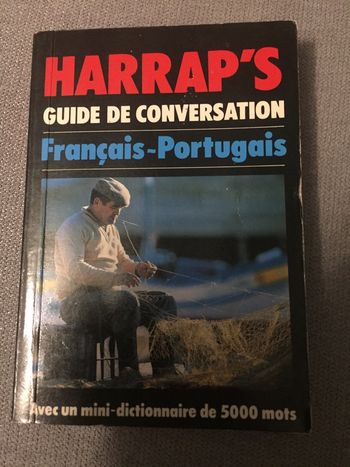 HARRAP'S
GUIDE DE CONVERSATION
Français-Portugais
Avec un mini-dictionnaire de 5000 mots